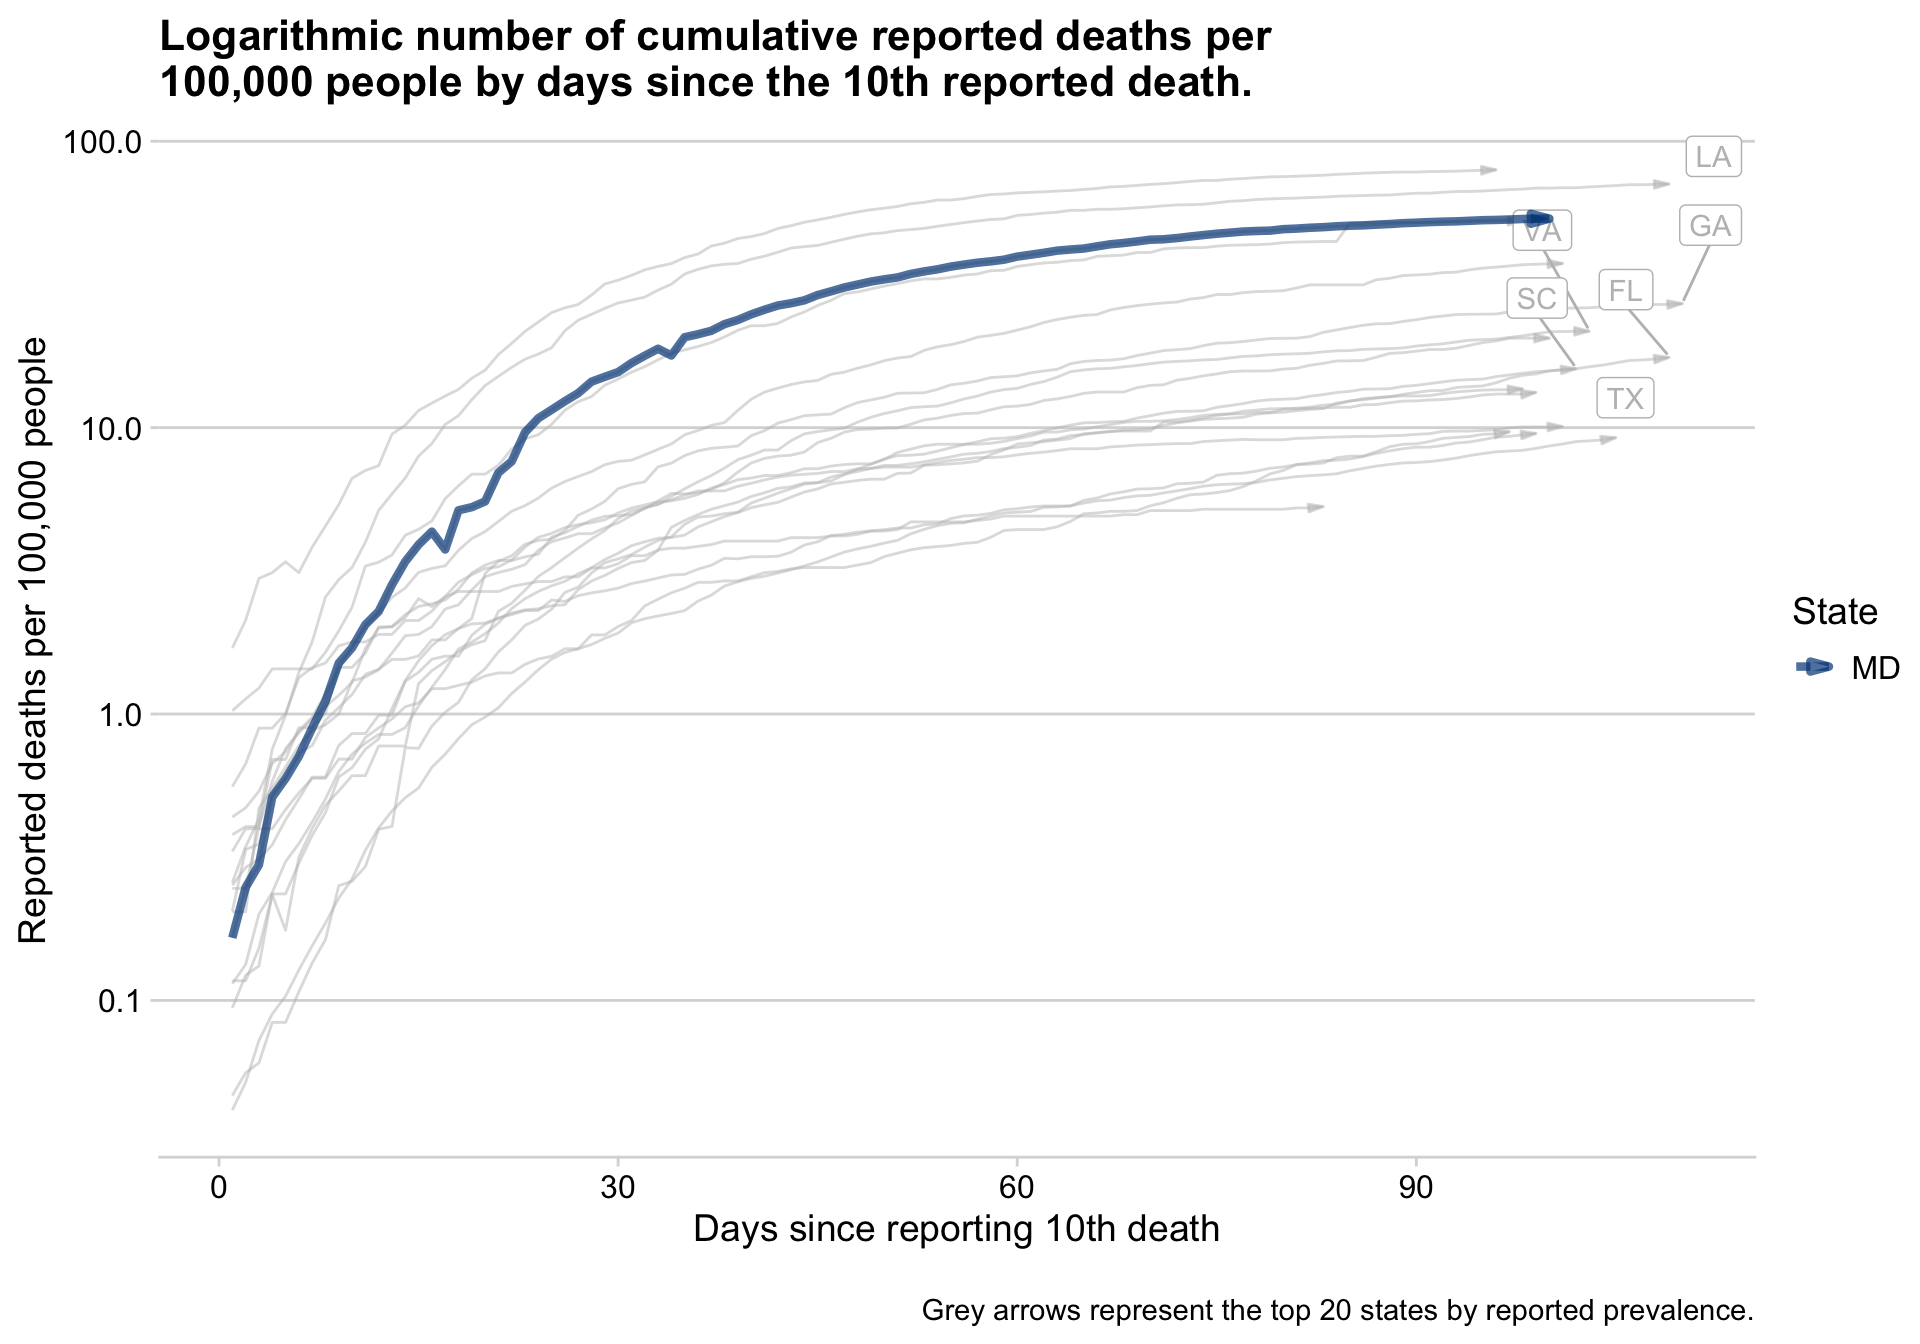 Logarithmic number of cumulative reported deaths per
100,000 people by days since the 10th reported death.
Reported deaths per 100,000 people
100.0
10.0
1.0
0.1
LA
GA
VA
SC
FL
TX
0
30
60
90
Days since reporting 10th death
State
MD
Grey arrows represent the top 20 states by reported prevalence.